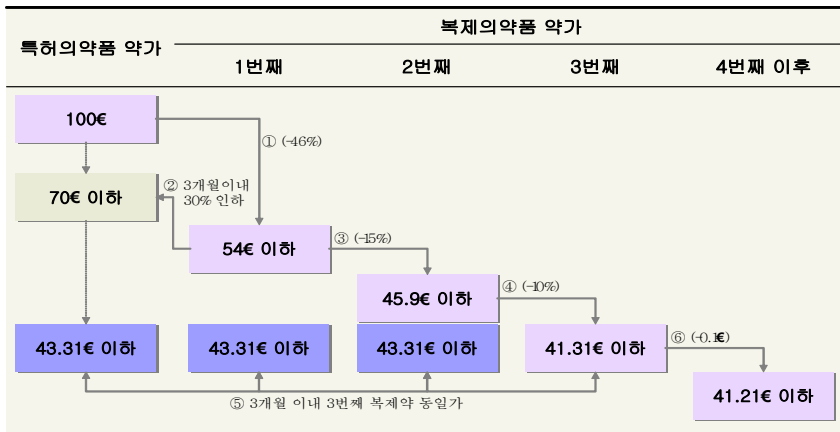 특허의약품 약가
복제의약품 약가
1번째
2번째
3번째
4번째 이후
100€
① (-46%)
② 3개월이내
30% 인하
70€ 이하
54€ 이하
③ (-15%)
45.9€ 이하
④ (-10%)
43.31€ 이하
43.31€ 이하
43.31€ 이하
41.31€ 이하
⑥ (-0.1€)
41.21€ 이하
⑤ 3개월 이내 3번째 복제약 동일가